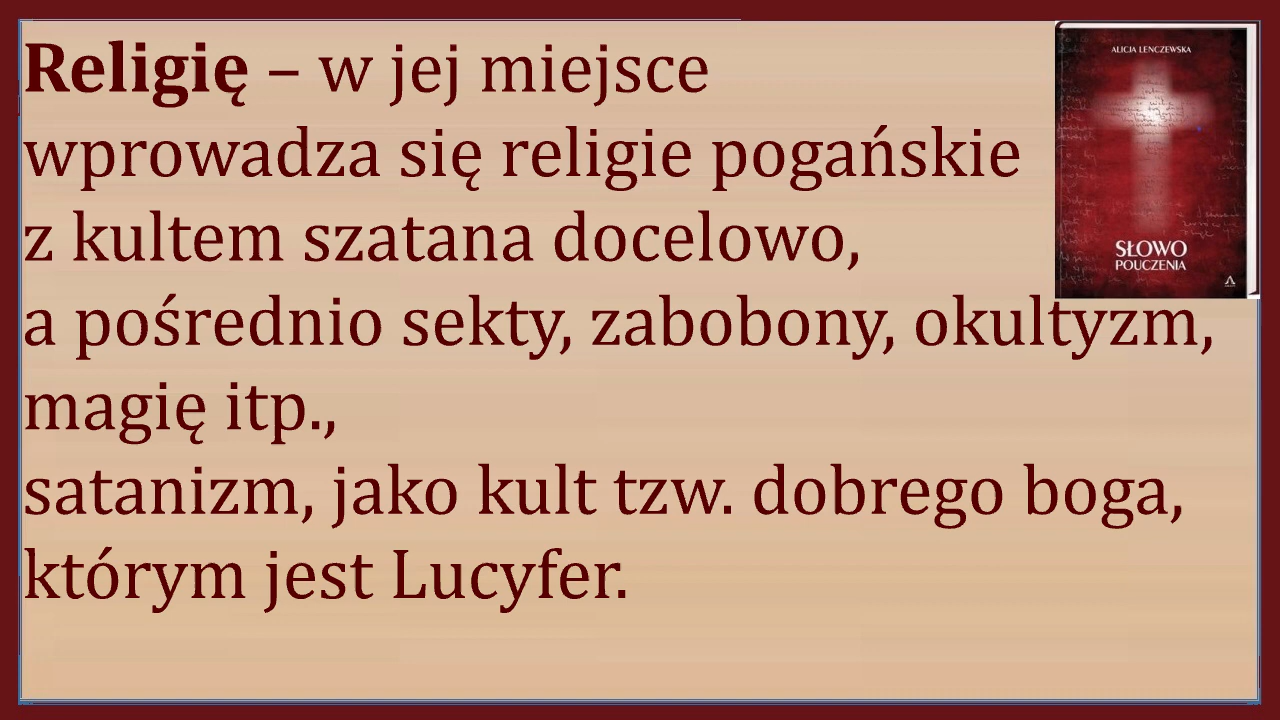 Religię – w jej miejsce
wprowadza się religie pogańskie
z kultem szatana docelowo,
a pośrednio sekty, zabobony, okultyzm,
magię itp.,
satanizm, jako kult tzw. dobrego boga,
którym jest Lucyfer.
ALICJA LENCZEWSKA
SŁOWO
POUCZENIA